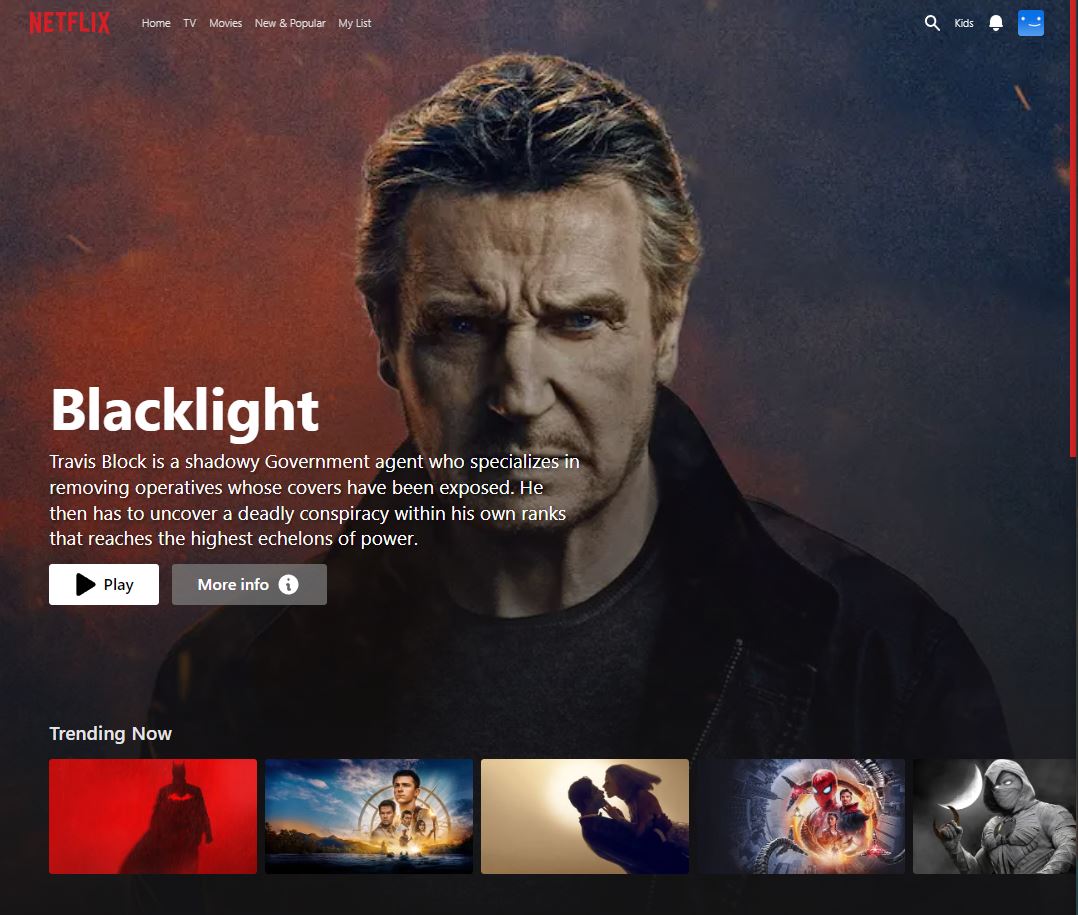 NETFLIX Home TV Movies New & Popular My List Kids
Blacklight
Travis Block is a shadowy Government agent who specializes in
removing operatives whose covers have been exposed. He
then has to uncover a deadly conspiracy within his own ranks
that reaches the highest echelons of power.
Play More info
Trending Now